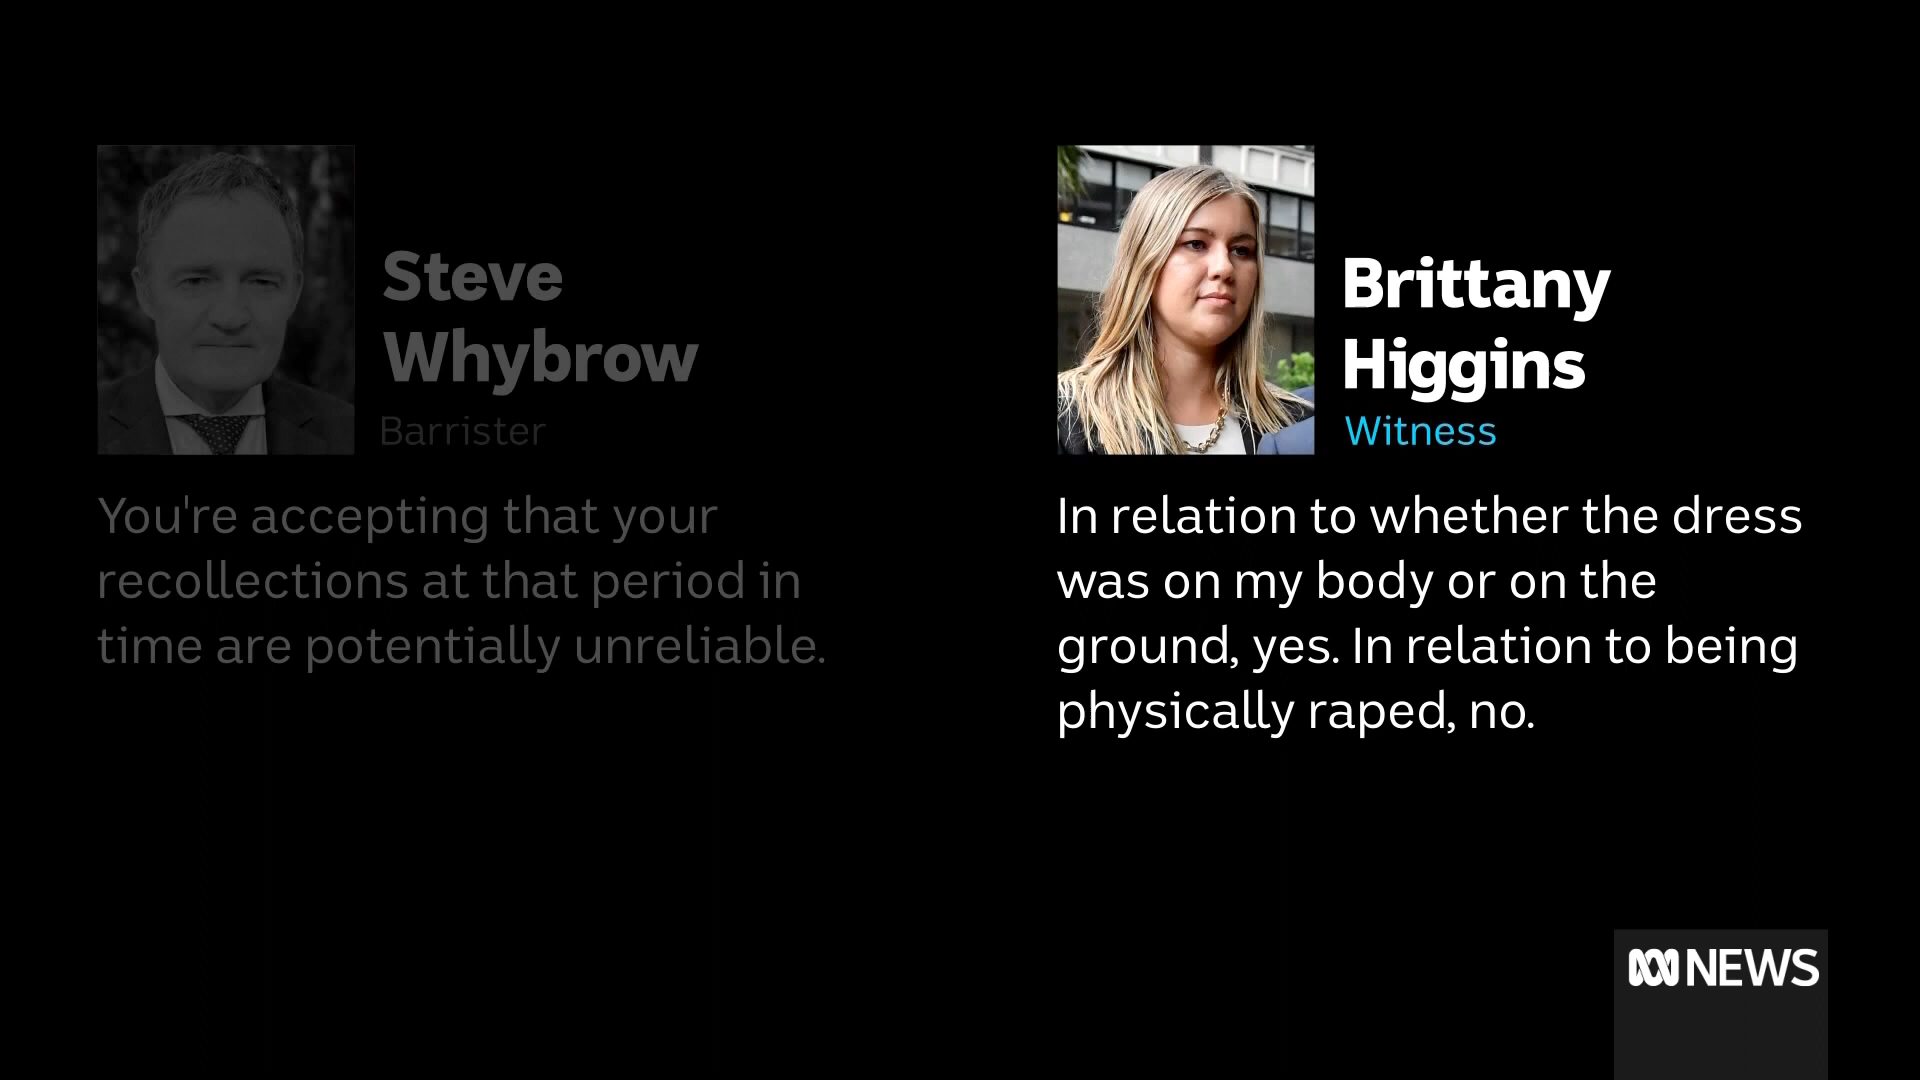 Steve
Whybrow
Barrister
You're accepting that your
recollections at that period in
time are potentially unreliable.
Brittany
Higgins
Witness
In relation to whether the dress
was on my body or on the
ground, yes. In relation to being
physically raped, no.
NEWS